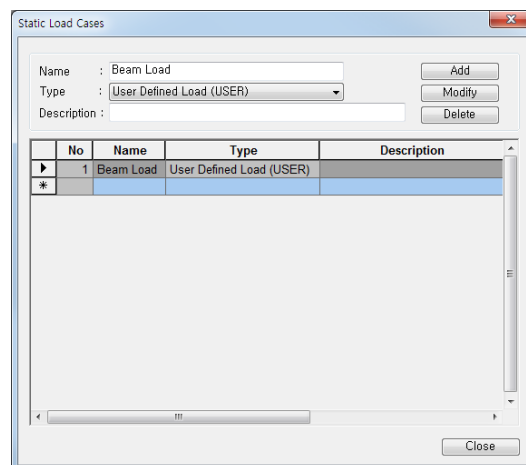 Static Load Cases
Name : Beam Load
Add
Type : User Defined Load (USER)
Modify
Description :
Delete
No Name Type Description
1 Beam Load User Defined Load (USER)
Close